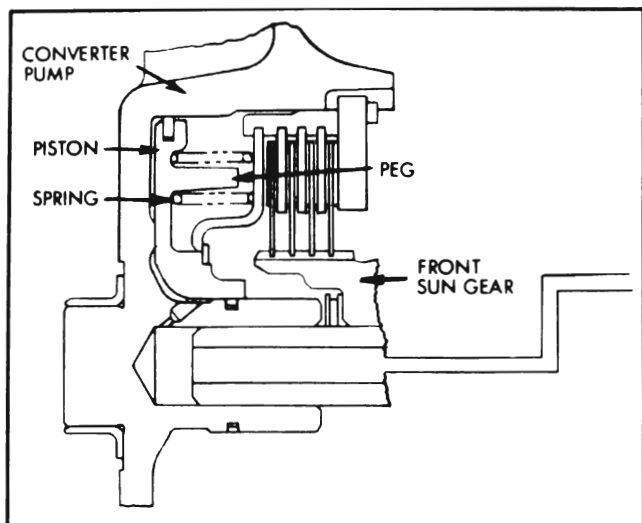 CONVERTER
PUMP
PISTON
SPRING
PEG
FRONT
SUN GEAR